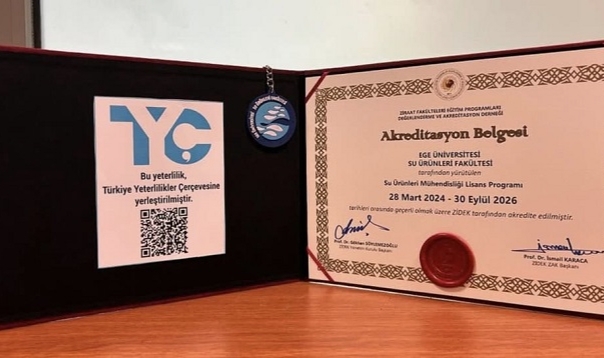 TYÇ
Bu yeterlilik,
Türkiye Yeterlilikler Çerçevesine
yerleştirilmiştir.
ZİRAAT FAKÜLTELERİ EĞİTİM PROGRAMLARI
DEĞERLENDİRME VE AKREDİTASYON DERNEĞİ
Akreditasyon Belgesi
EGE ÜNİVERSİTESİ
SU ÜRÜNLERİ FAKÜLTESİ
tarafından yürütülen
Su Ürünleri Mühendisliği Lisans Programı
28 Mart 2024 - 30 Eylül 2026
tarihleri arasında geçerli olmak üzere ZİDEK tarafından akredite edilmiştir.
Prof. Dr. Gökhan
ZİDEK Yönetim Kurulu Başkanı
Prof. Dr. İsmail KARACA
ZİDEK ZAK Başkanı